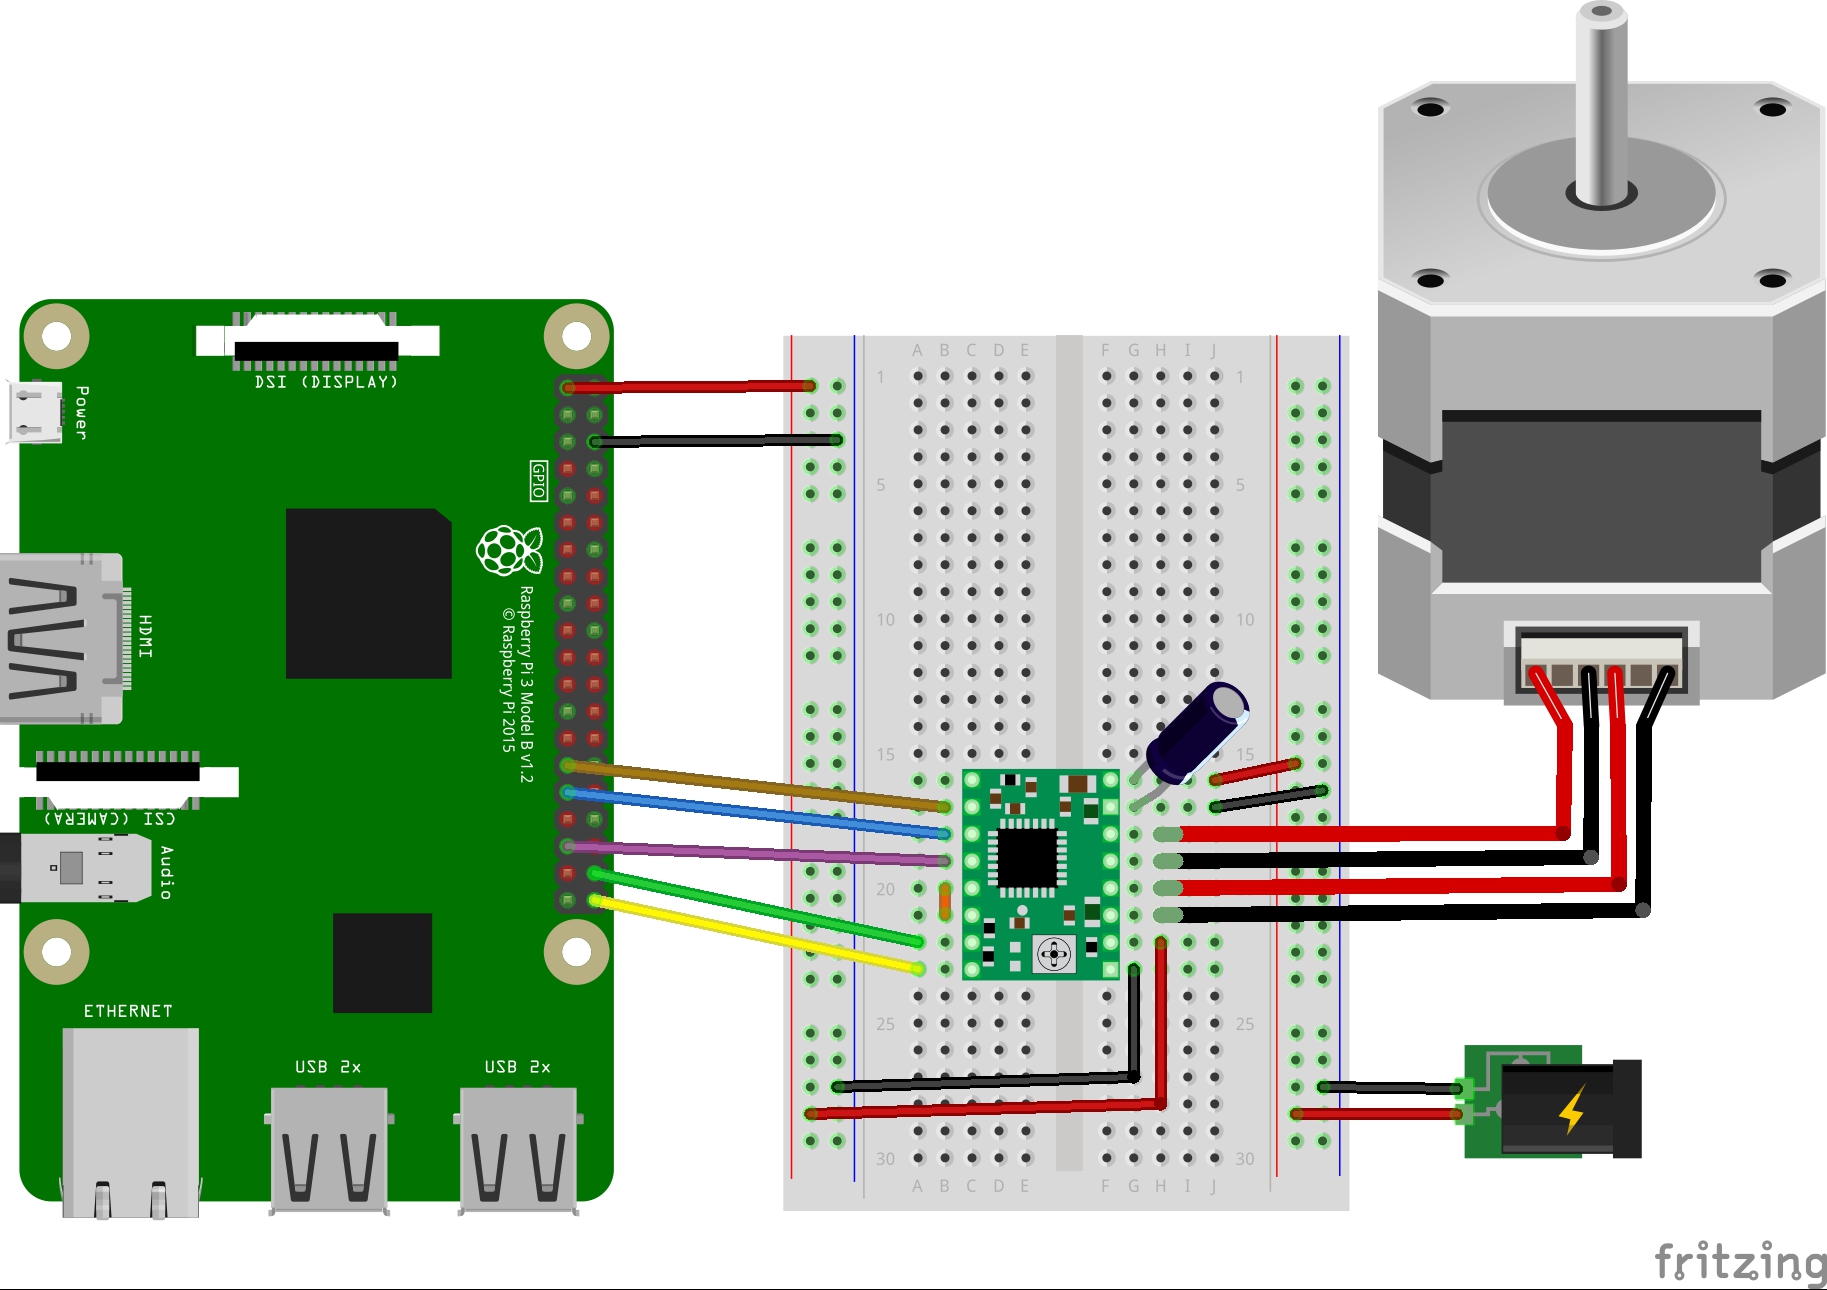 DSI (DISPLAY)
Power
GPIO
HDMI
Raspberry Pi 3 Model B v1.2
© Raspberry Pi 2015
CSI (CAMERA)
Audio
ETHERNET
USB 2x
USB 2x
A B C D E F G H I J
1 1
5 5
10 10
15 15
20
25 25
30 30
A B C D E F G H I J
fritzing